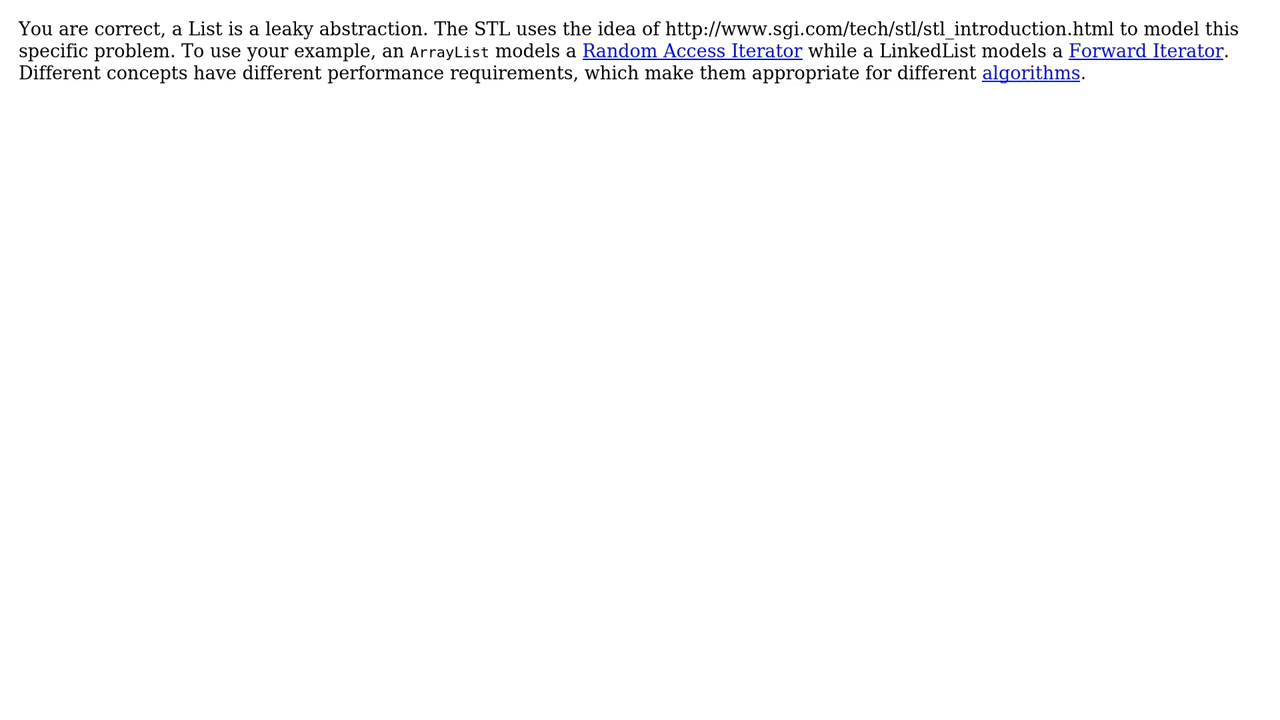 You are correct, a List is a leaky abstraction. The STL uses the idea of http://www.sgi.com/tech/stl/stl_introduction.html to model this
specific problem. To use your example, an ArrayList models a Random Access Iterator while a LinkedList models a Forward Iterator.
Different concepts have different performance requirements, which make them appropriate for different algorithms.